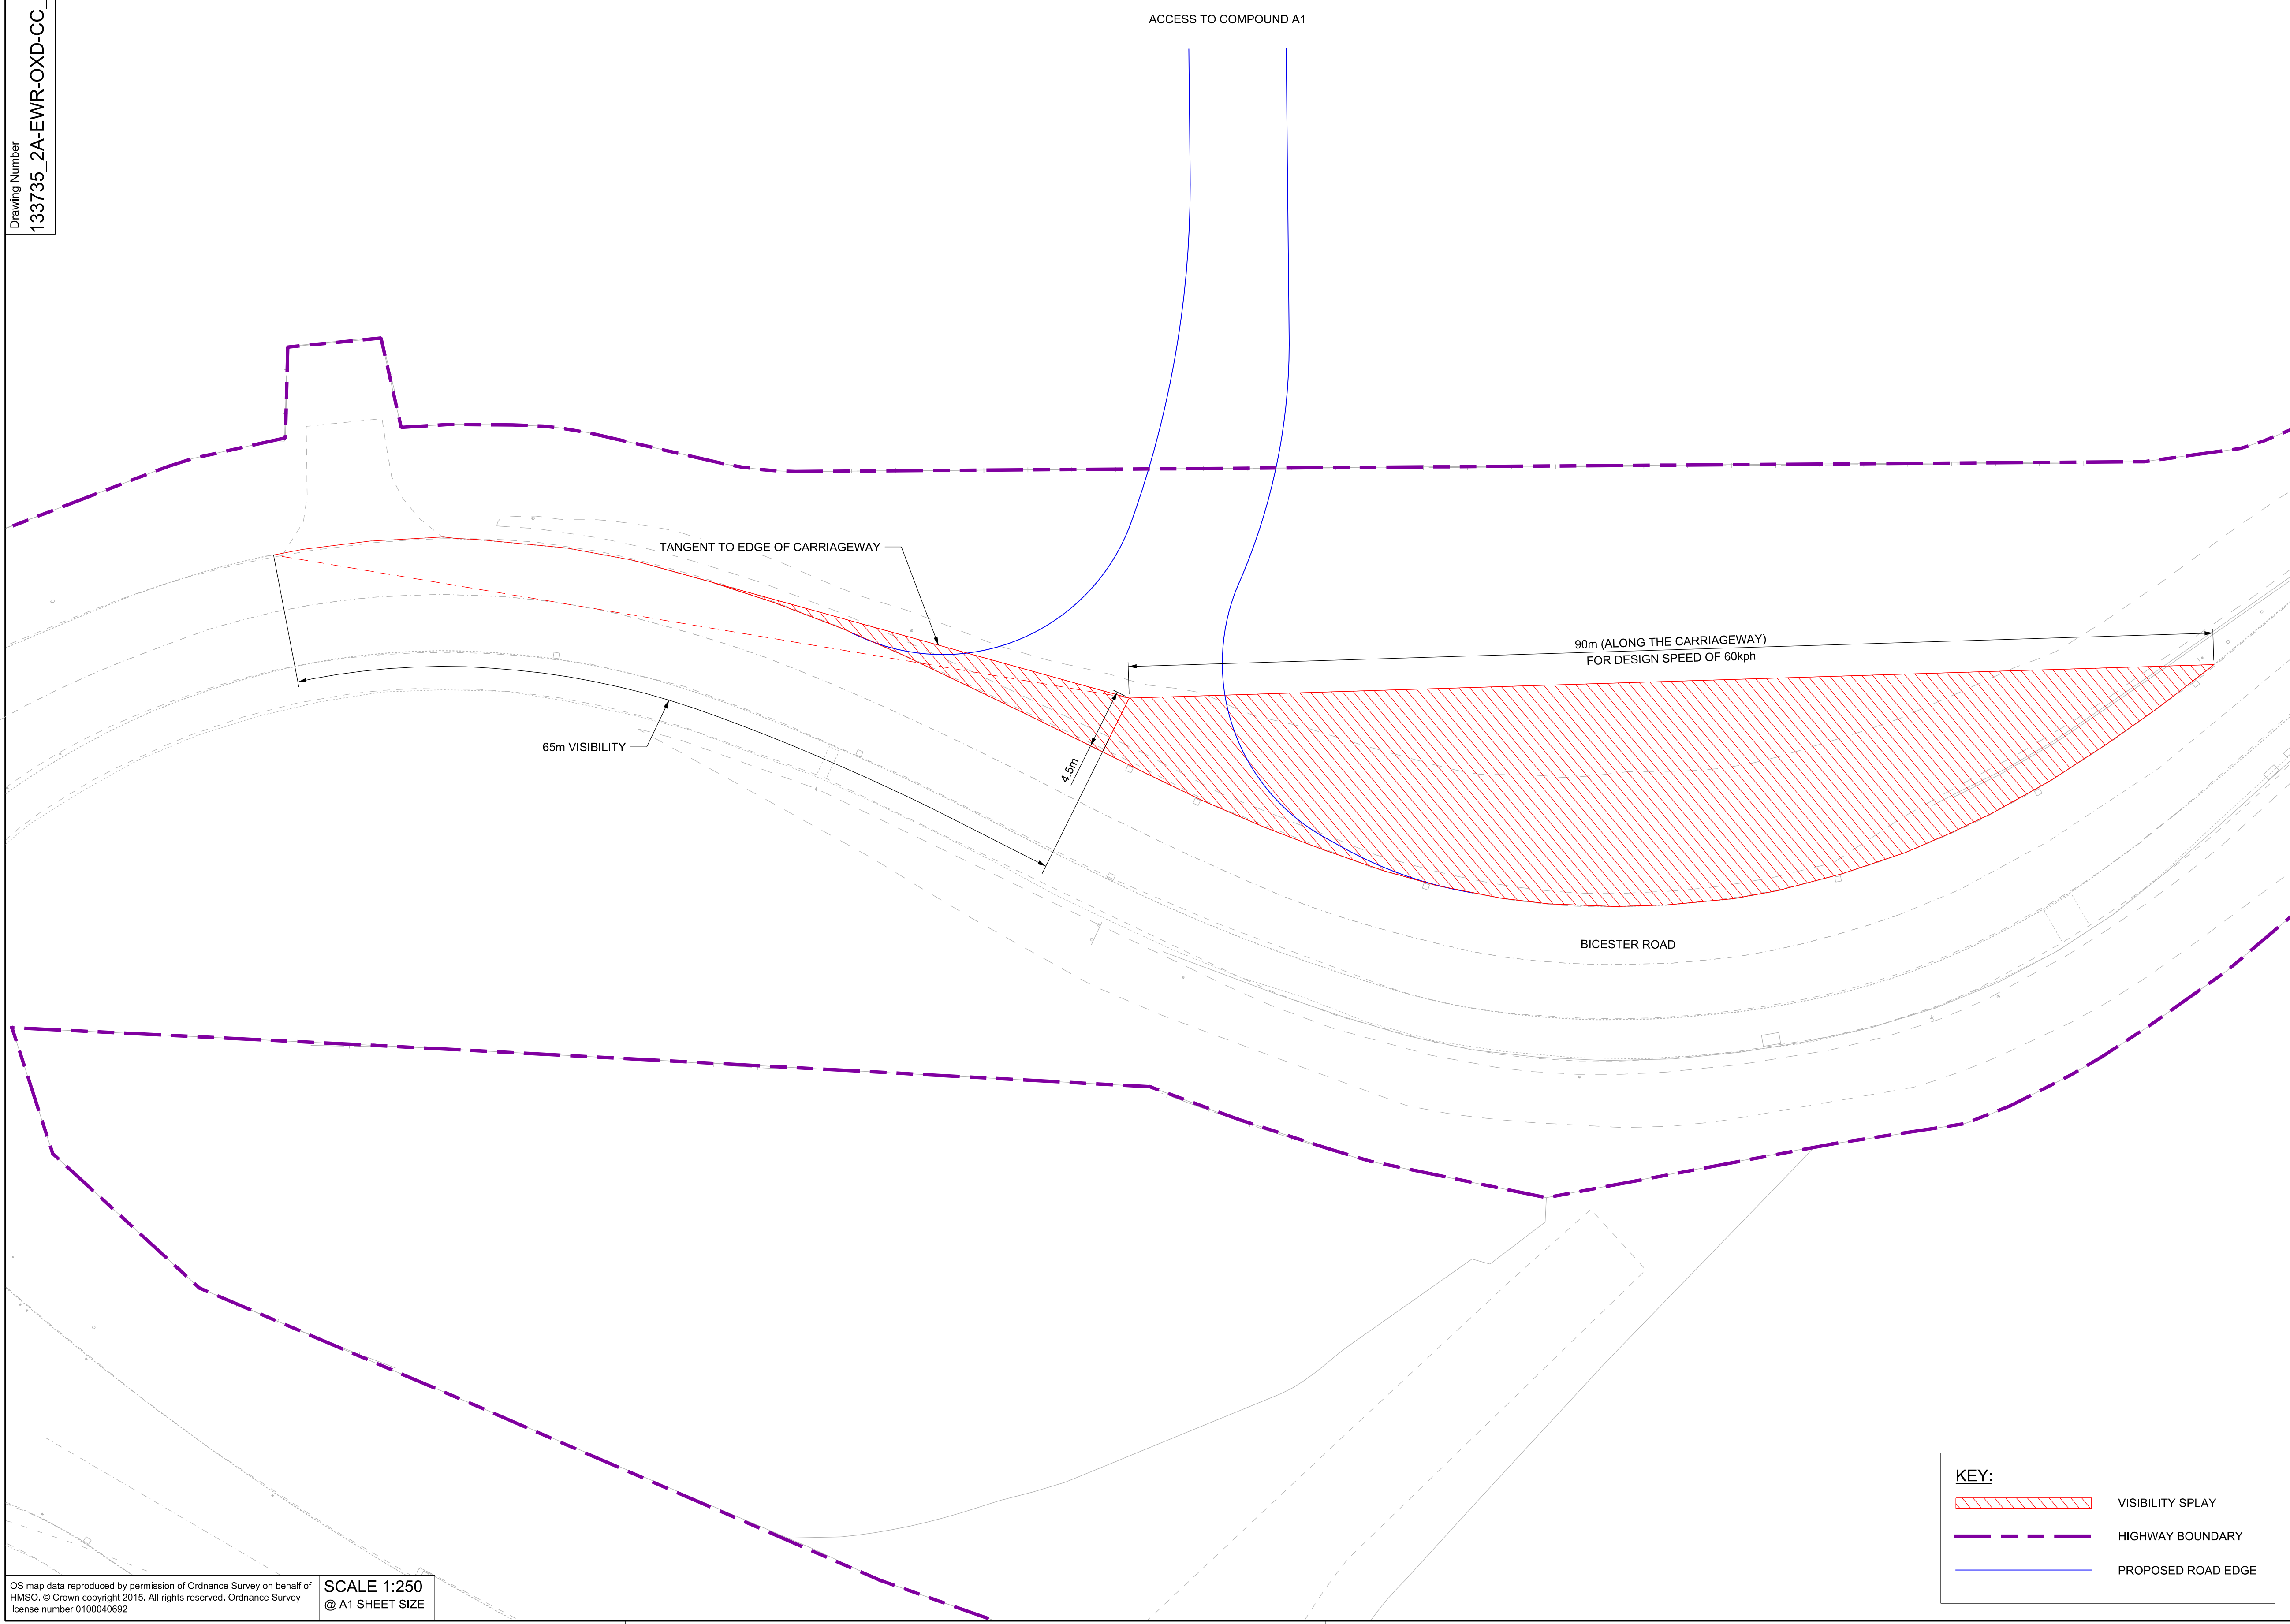 Drawing Number
133735_2A-EWR-OXD-CC_
ACCESS TO COMPOUND A1
TANGENT TO EDGE OF CARRIAGEWAY
90m (ALONG THE CARRIAGEWAY)
FOR DESIGN SPEED OF 60kph
65m VISIBILITY
4.5m
BICESTER ROAD
KEY:
VISIBILITY SPLAY
HIGHWAY BOUNDARY
PROPOSED ROAD EDGE
OS map data reproduced by permission of Ordnance Survey on behalf of
HMSO. © Crown copyright 2015. All rights reserved. Ordnance Survey
license number 0100040692
SCALE 1:250
@ A1 SHEET SIZE